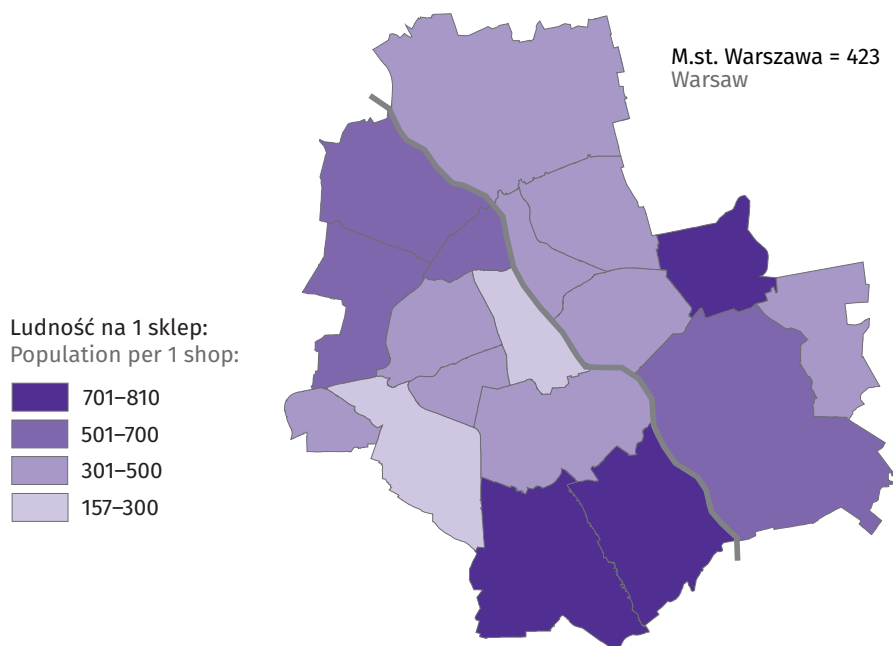 M.st. Warszawa = 423
Warsaw
Ludność na 1 sklep:
Population per 1 shop:
701–810
501–700
301–500
157–300